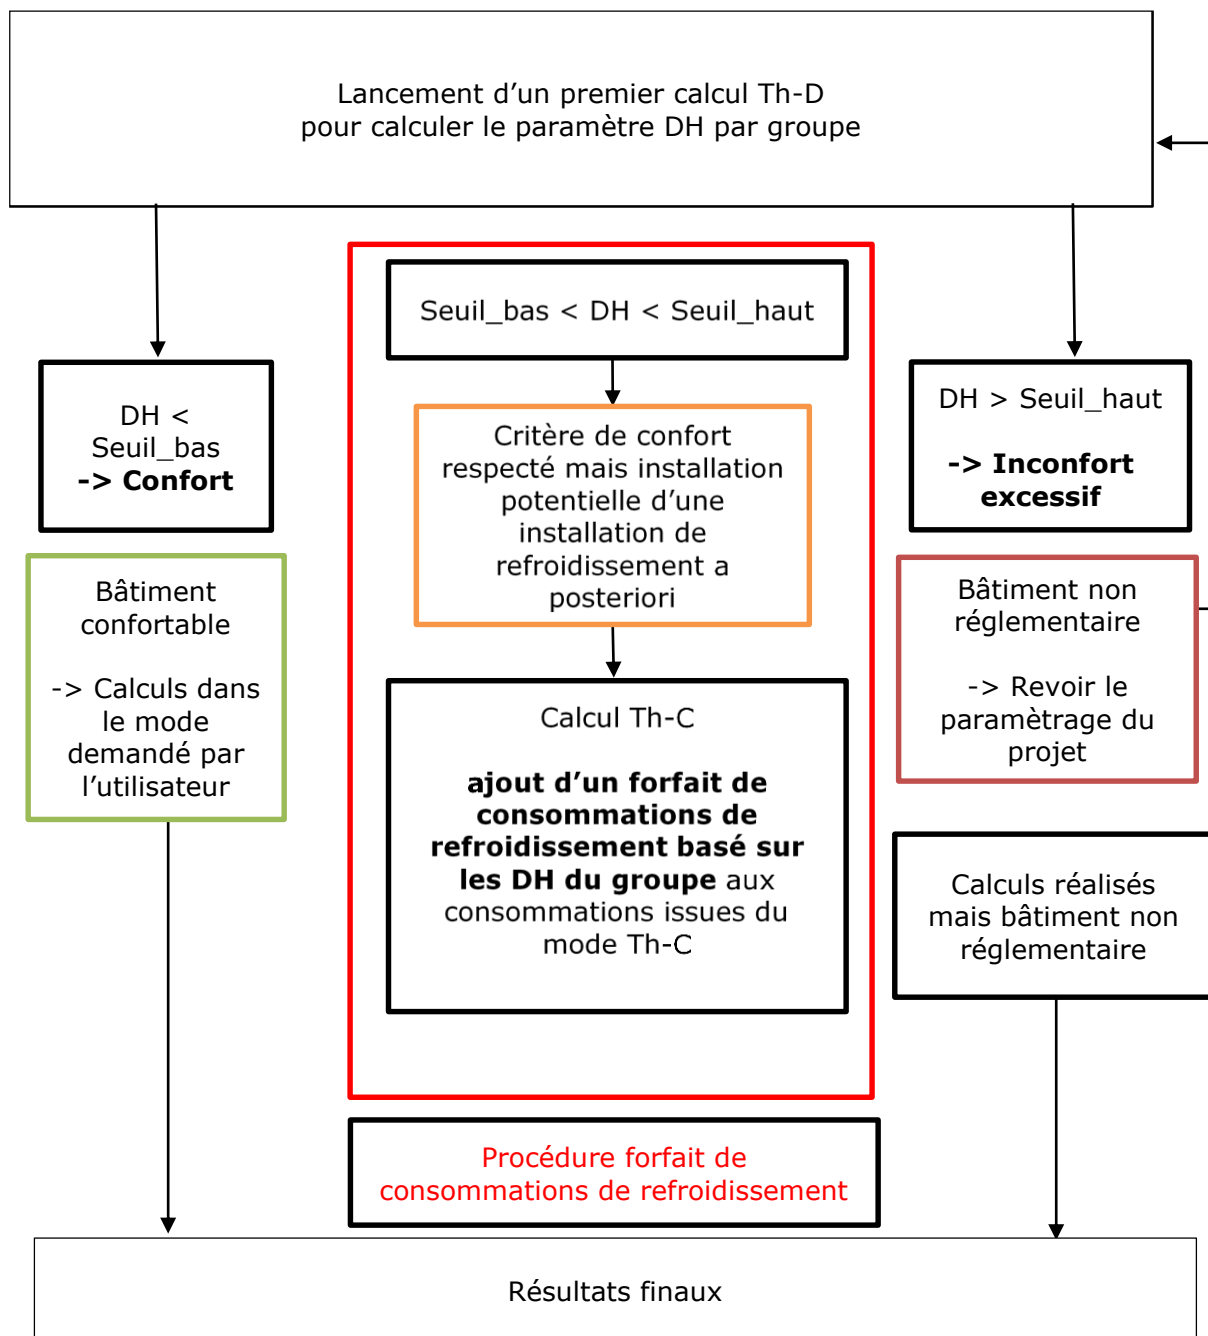 Lancement d’un premier calcul Th-D
pour calculer le paramètre DH par groupe
DH <
Seuil_bas
-> Confort
Bâtiment
confortable
-> Calculs dans
le mode
demandé par
l’utilisateur
Seuil_bas < DH < Seuil_haut
Critère de confort
respecté mais installation
potentielle d’une
installation de
refroidissement a
posteriori
Calcul Th-C
ajout d’un forfait de
consommations de
refroidissement basé sur
les DH du groupe aux
consommations issues du
mode Th-C
Procédure forfait de
consommations de refroidissement
DH > Seuil_haut
-> Inconfort
excessif
Bâtiment non
réglementaire
-> Revoir le
paramètrage du
projet
Calculs réalisés
mais bâtiment non
réglementaire
Résultats finaux